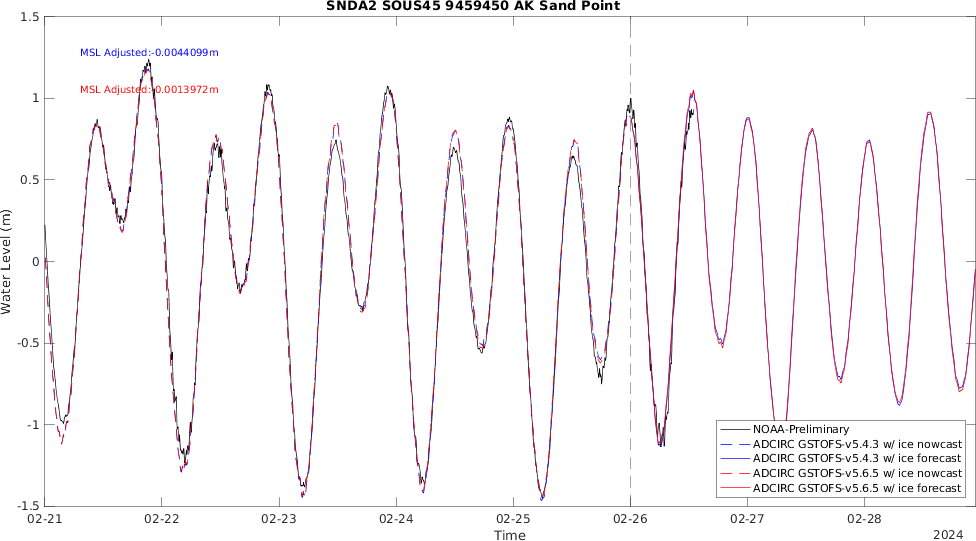 SNDA2 SOUS45 9459450 AK Sand Point
MSL Adjusted:-0.0044099m
MSL Adjusted:-0.0013972m
Water Level (m)
1.5
1
0.5
0
-0.5
-1
-1.5
NOAA-Preliminary
ADCIRC GSTOFS-v5.4.3 w/ ice nowcast
ADCIRC GSTOFS-v5.4.3 w/ ice forecast
ADCIRC GSTOFS-v5.6.5 w/ ice nowcast
ADCIRC GSTOFS-v5.6.5 w/ ice forecast
02-21 02-22 02-23 02-24 02-25 02-26 02-27 02-28
Time
2024